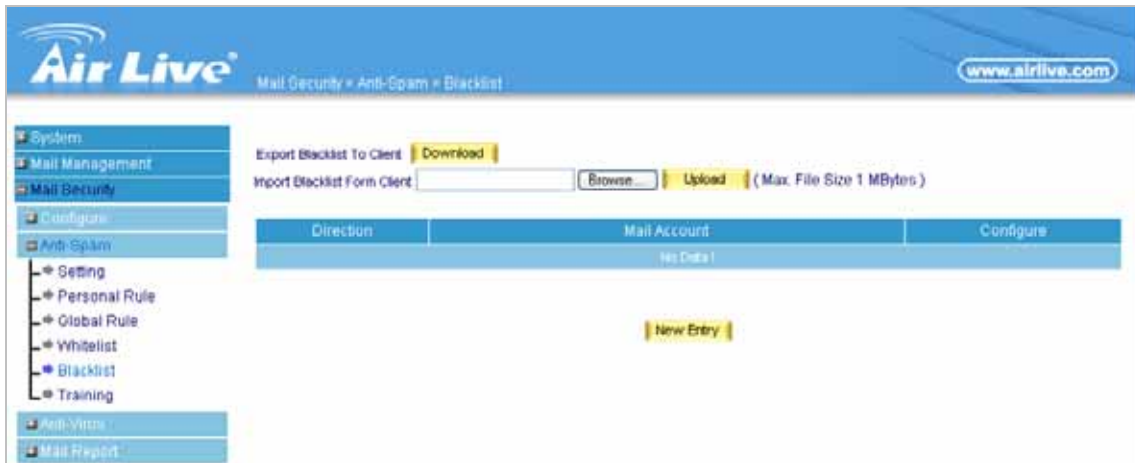 Air Live®
Mail Security > Anti-Spam > Blacklist
www.airlive.com
System
Mail Management
Mail Security
Configure
Anti-Spam
Setting
Personal Rule
Global Rule
Whitelist
Blacklist
Training
Anti-Virus
Mail Report
Export Blacklist To Client Download
Import Blacklist Form Client Browse... Upload ( Max. File Size 1 MBytes )
Direction Mail Account Configure
No Data !
New Entry